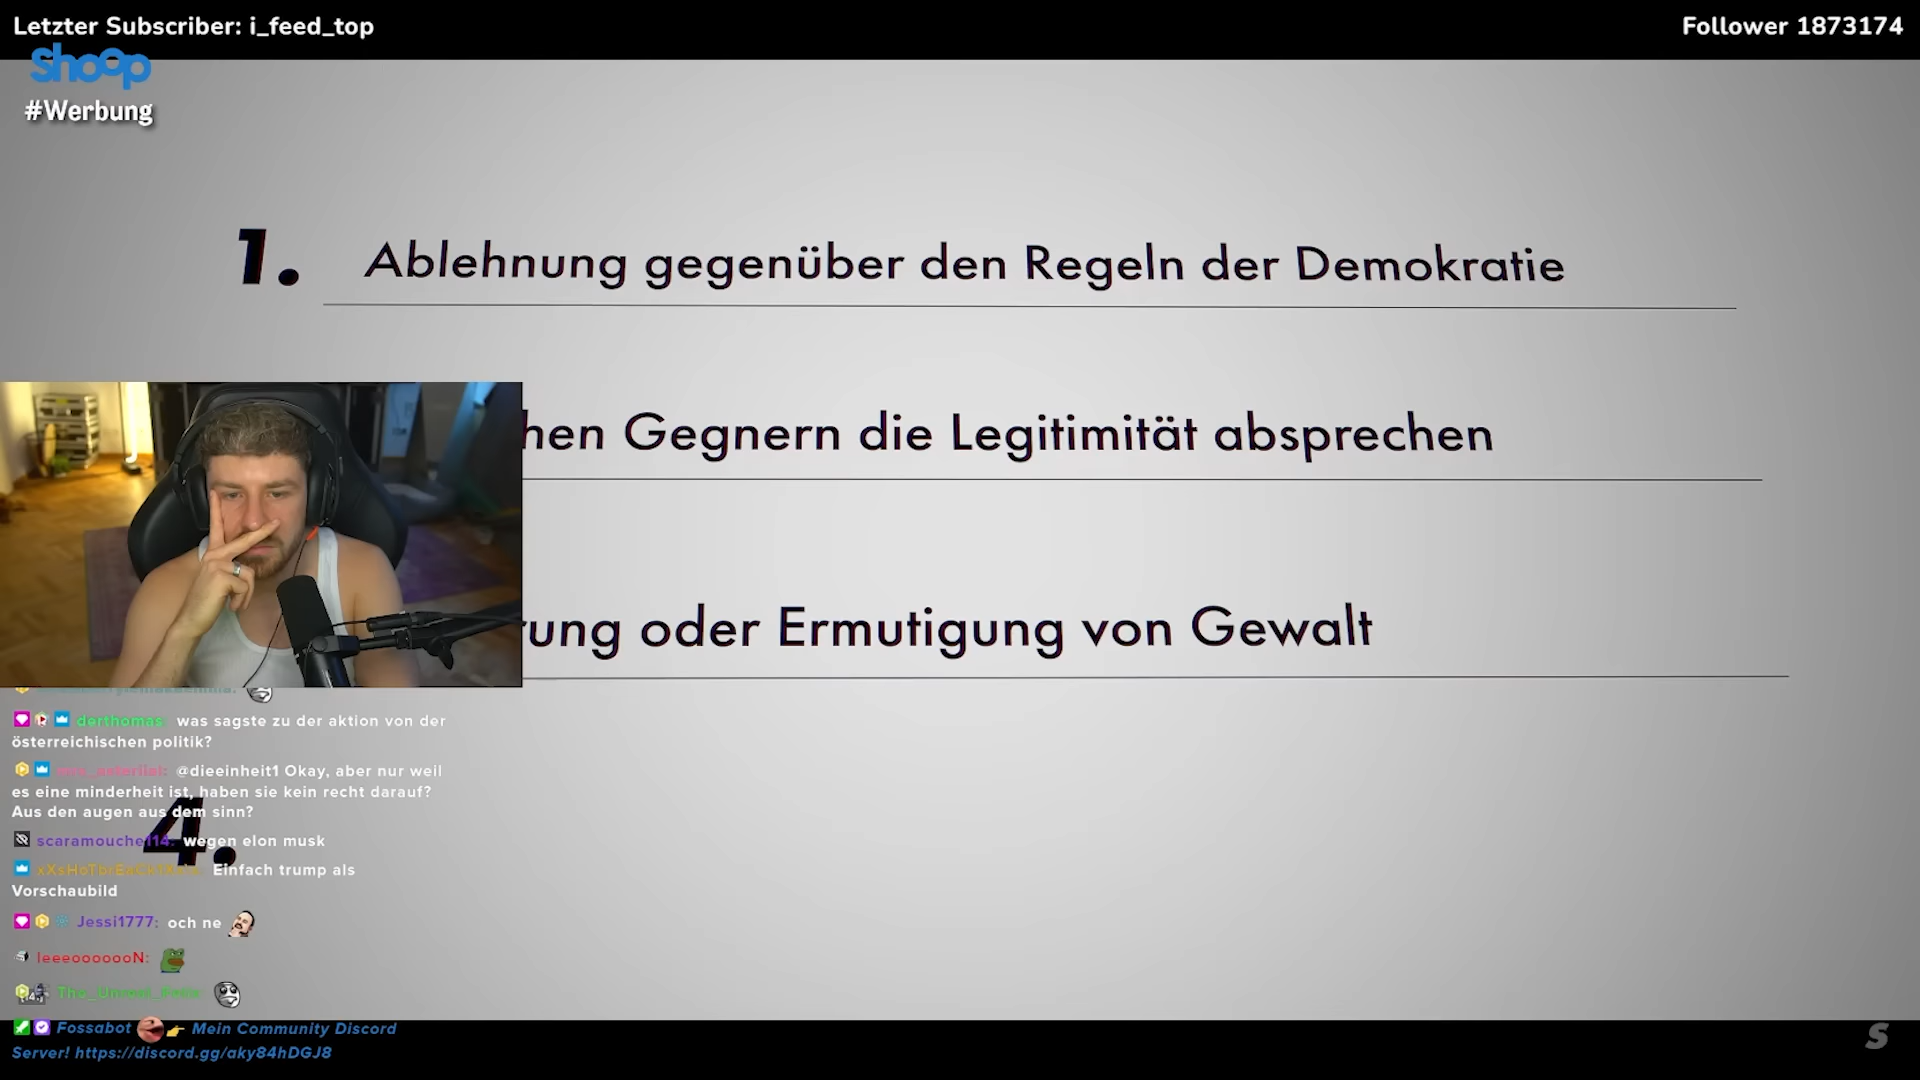 Letzter Subscriber: i_feed_top
Follower 1873174
shoop
#Werbung
1. Ablehnung gegenüber den Regeln der Demokratie
hen Gegnern die Legitimität absprechen
rung oder Ermutigung von Gewalt
4.
derthomas: was sagste zu der aktion von der
österreichischen politik?
@dieeinheit1 Okay, aber nur weil
es eine minderheit ist, haben sie kein recht darauf?
Aus den augen aus dem sinn?
scaramouche114: wegen elon musk
Einfach trump als
Vorschaubild
Jessi1777: och ne
leeeooooooN:
Fossabot Mein Community Discord
Server! https://discord.gg/aky84hDGJ8
S